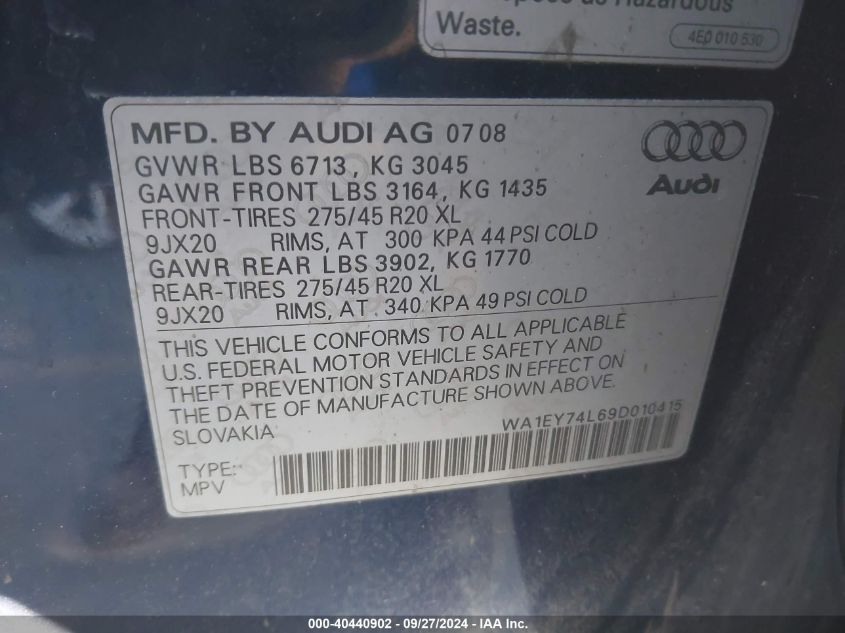 as Hazardous
Waste.
4E0 010 530
MFD. BY AUDI AG 07 08
GVWR LBS 6713, KG 3045
GAWR FRONT LBS 3164, KG 1435
FRONT-TIRES 275/45 R20 XL
9JX20 RIMS, AT 300 KPA 44 PSI COLD
GAWR REAR LBS 3902, KG 1770
REAR-TIRES 275/45 R20 XL
9JX20 RIMS, AT 340 KPA 49 PSI COLD
Audi
THIS VEHICLE CONFORMS TO ALL APPLICABLE
U.S. FEDERAL MOTOR VEHICLE SAFETY AND
THEFT PREVENTION STANDARDS IN EFFECT ON
THE DATE OF MANUFACTURE SHOWN ABOVE.
SLOVAKIA
WA1EY74L69D010415
TYPE:
MPV
000-40440902 - 09/27/2024 - IAA Inc.